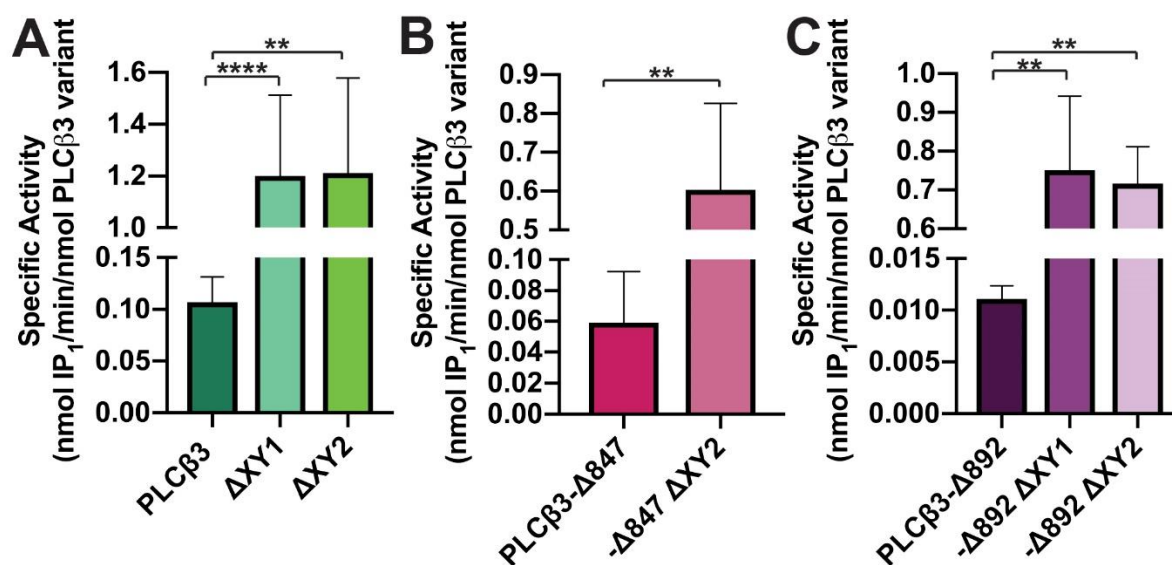 A
Specific Activity
(nmol IP₁/min/nmol PLCβ3 variant
**
****
1.6
1.4
1.2
1.0
0.15
0.10
0.05
0.00
PLCβ3
ΔXY1
ΔXY2
B
Specific Activity
(nmol IP₁/min/nmol PLCβ3 variant
**
0.9
0.8
0.7
0.6
0.5
0.10
0.08
0.06
0.04
0.02
0.00
PLCβ3-Δ847
-Δ847 ΔXY2
C
Specific Activity
(nmol IP₁/min/nmol PLCβ3 variant
**
**
1.0
0.9
0.8
0.7
0.6
0.015
0.010
0.005
0.000
PLCβ3-Δ892
-Δ892 ΔXY1
-Δ892 ΔXY2